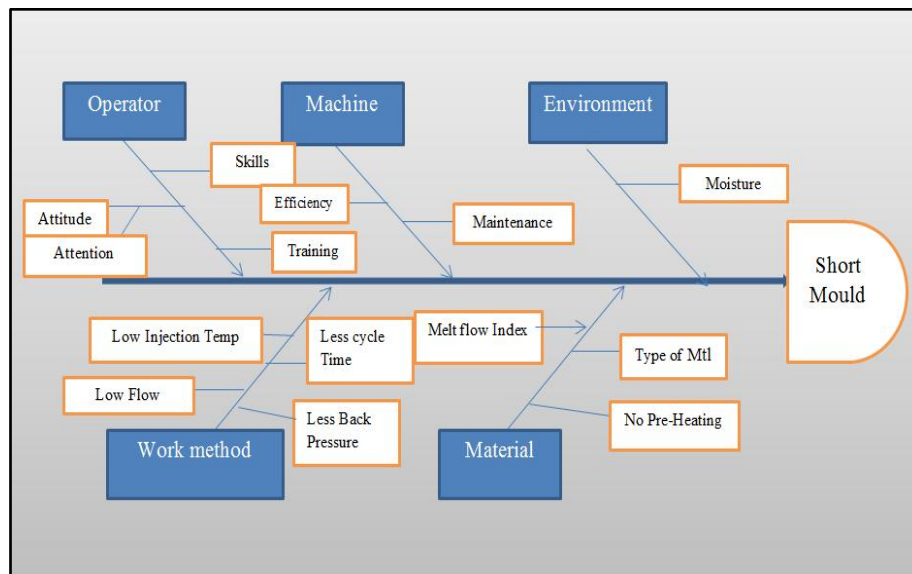 Operator
Machine
Environment
Skills
Moisture
Efficiency
Attitude
Maintenance
Attention
Training
Short
Mould
Low Injection Temp
Less cycle
Time
Melt flow Index
Type of Mtl
Low Flow
No Pre-Heating
Less Back
Pressure
Work method
Material